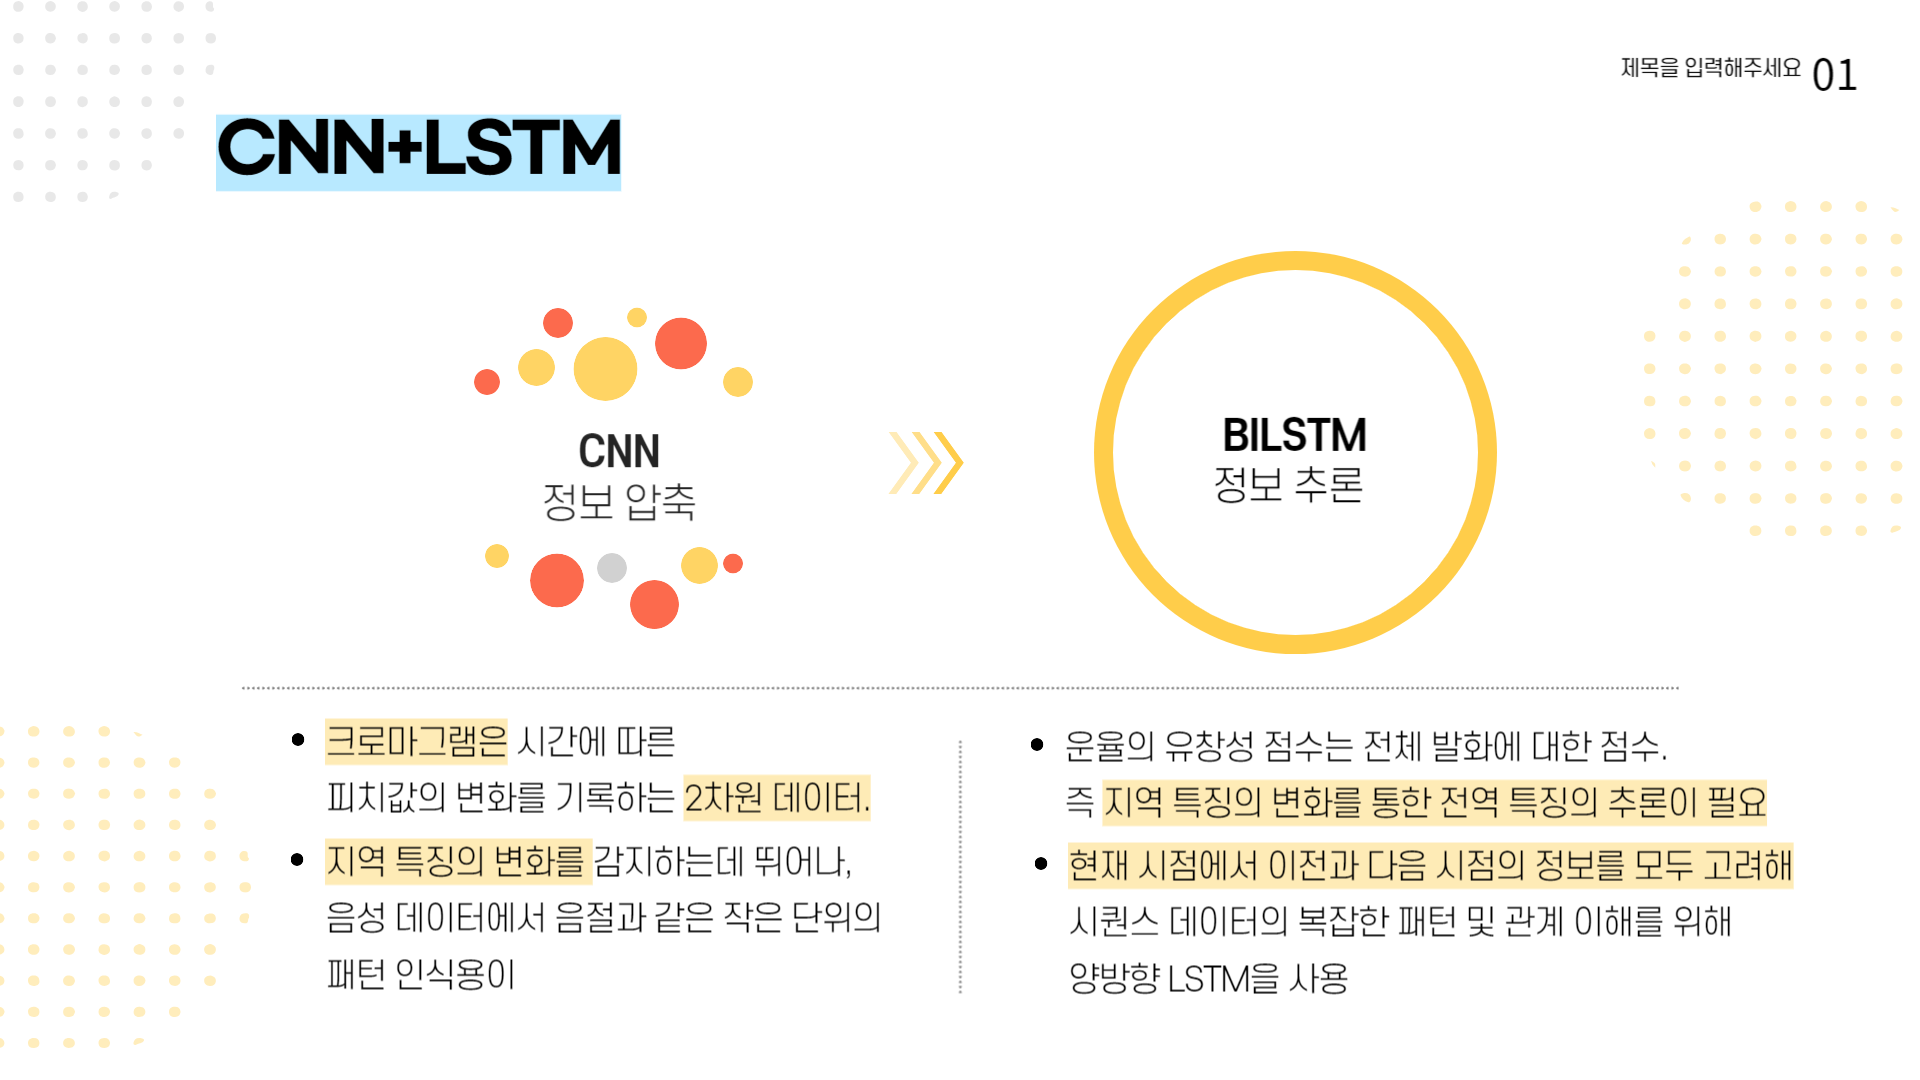 제목을 입력해주세요 01
CNN+LSTM
CNN
정보 압축
BILSTM
정보 추론
크로마그램은 시간에 따른
피치값의 변화를 기록하는 2차원 데이터.
지역 특징의 변화를 감지하는데 뛰어나,
음성 데이터에서 음절과 같은 작은 단위의
패턴 인식용이
운율의 유창성 점수는 전체 발화에 대한 점수.
즉 지역 특징의 변화를 통한 전역 특징의 추론이 필요
현재 시점에서 이전과 다음 시점의 정보를 모두 고려해
시퀀스 데이터의 복잡한 패턴 및 관계 이해를 위해
양방향 LSTM을 사용